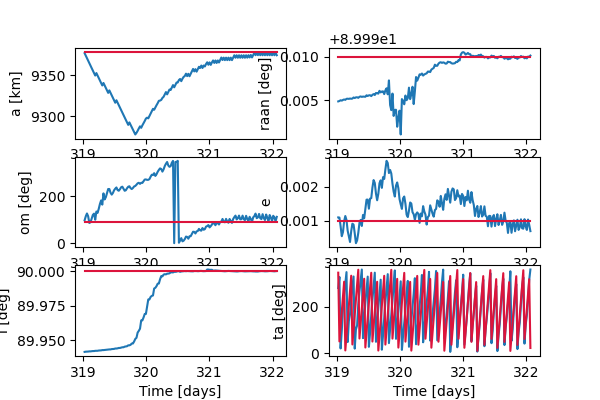 +8.999e1
a [km]
9350
9300
319 320 321 322
raan [deg]
0.010
0.005
319 320 321 322
om [deg]
200
0
e
0.002
0.001
i [deg]
90.000
89.975
89.950
319 320 321 322
Time [days]
ta [deg]
200
0
319 320 321 322
Time [days]